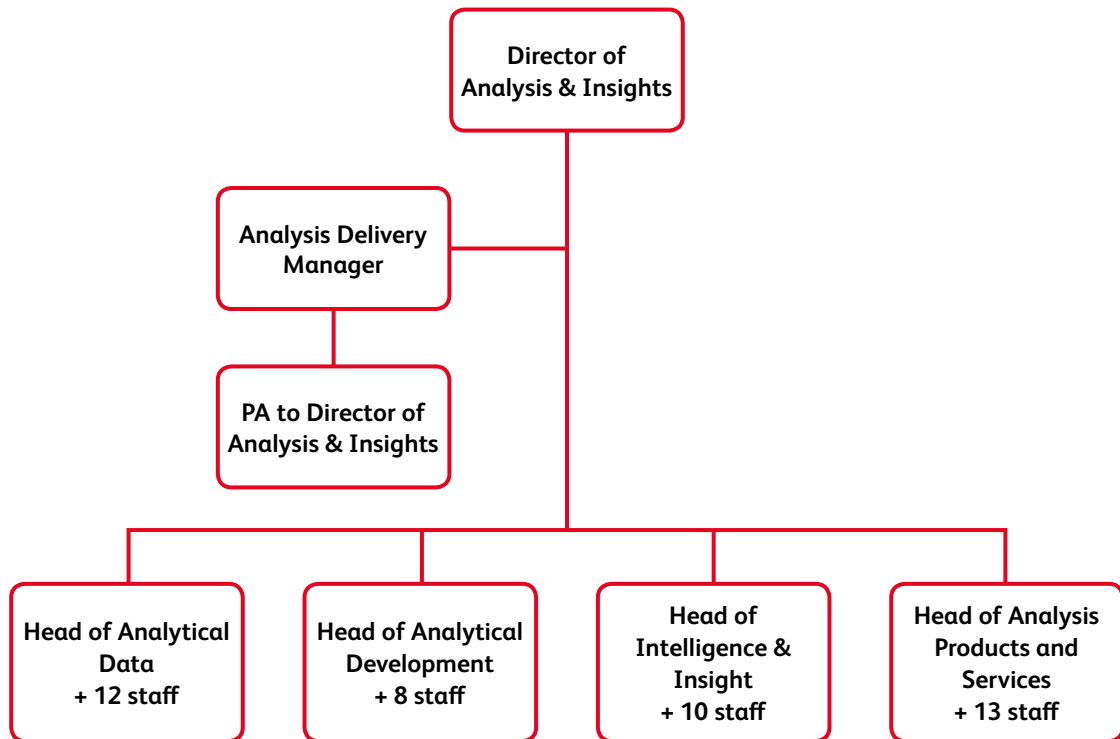 Director of
Analysis & Insights
Analysis Delivery
Manager
PA to Director of
Analysis & Insights
Head of Analytical
Data
+ 12 staff
Head of Analytical
Development
+ 8 staff
Head of
Intelligence &
Insight
+ 10 staff
Head of Analysis
Products and
Services
+ 13 staff